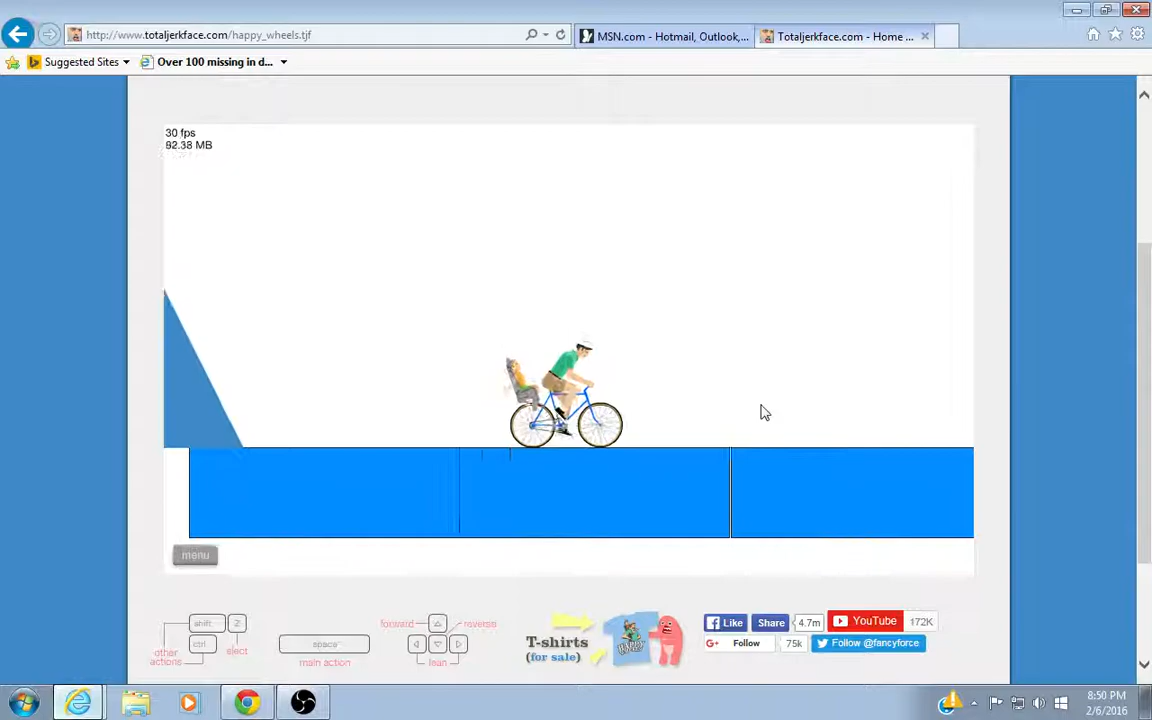 http://www.totaljerkface.com/happy_wheels.tjf
MSN.com - Hotmail, Outlook,...
Totaljerkface.com - Home ...
Suggested Sites
Over 100 missing in d...
30 fps
92.38 MB
menu
shift
Z
ctrl
eject
other
actions
space
main action
forward
reverse
lean
T-shirts
(for sale)
Like
Share
4.7m
YouTube
172K
Follow
75k
Follow @fancyforce
8:50 PM
2/6/2016